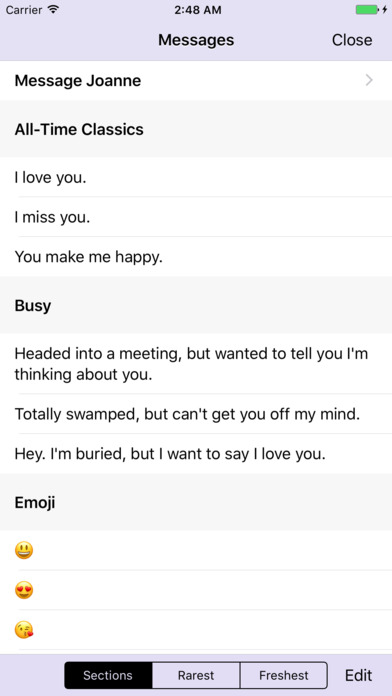 Carrier 2:48 AM
Messages Close
Message Joanne
All-Time Classics
I love you.
I miss you.
You make me happy.
Busy
Headed into a meeting, but wanted to tell you I'm
thinking about you.
Totally swamped, but can't get you off my mind.
Hey. I'm buried, but I want to say I love you.
Emoji
😃
😍
😘
Sections Rarest Freshest Edit